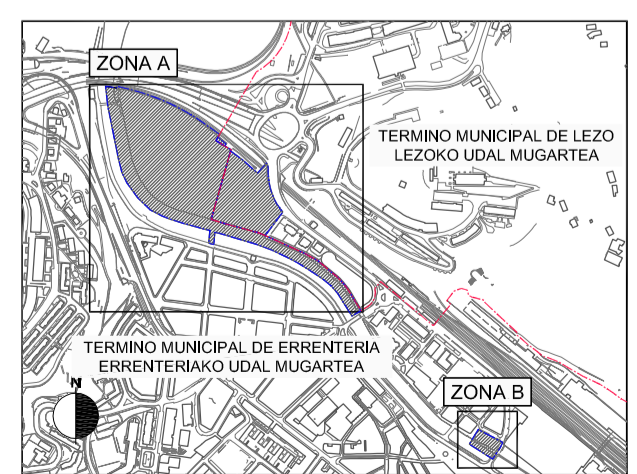 ZONA A
TERMINO MUNICIPAL DE LEZO
LEZOKO UDAL MUGARTEA
TERMINO MUNICIPAL DE ERRENTERIA
ERRENTERIAKO UDAL MUGARTEA
N
ZONA B